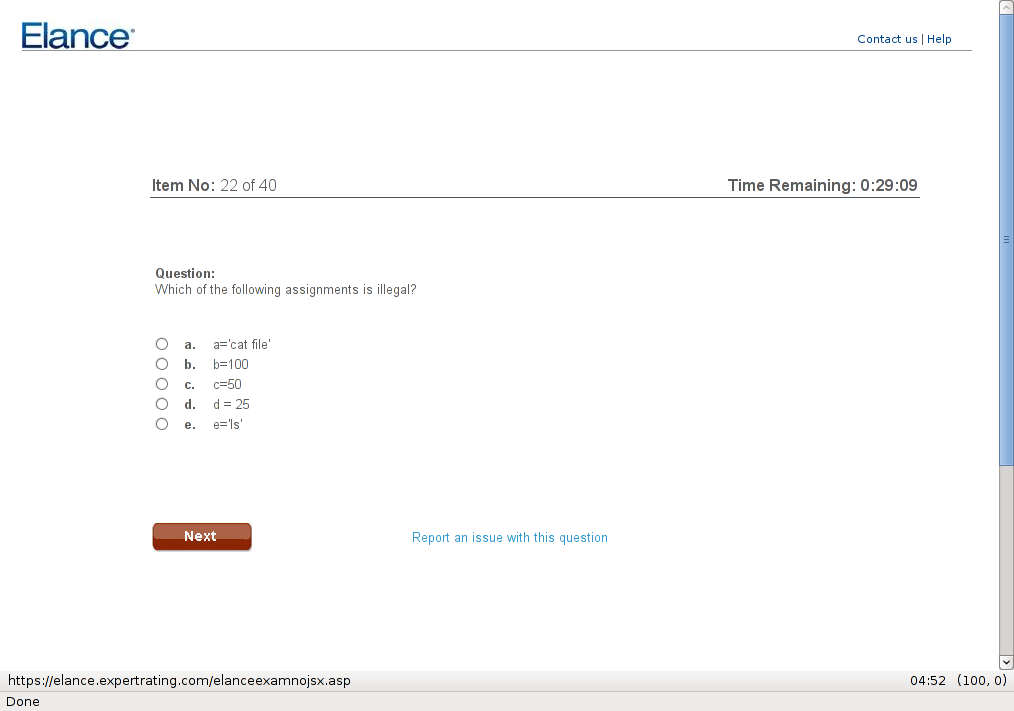 Elance
Contact us | Help
Item No: 22 of 40
Time Remaining: 0:29:09
Question:
Which of the following assignments is illegal?
a. a='cat file'
b. b=100
c. c=50
d. d = 25
e. e='ls'
Next
Report an issue with this question
https://elance.expertrating.com/elanceexamnojsx.asp
04:52 (100, 0)
Done